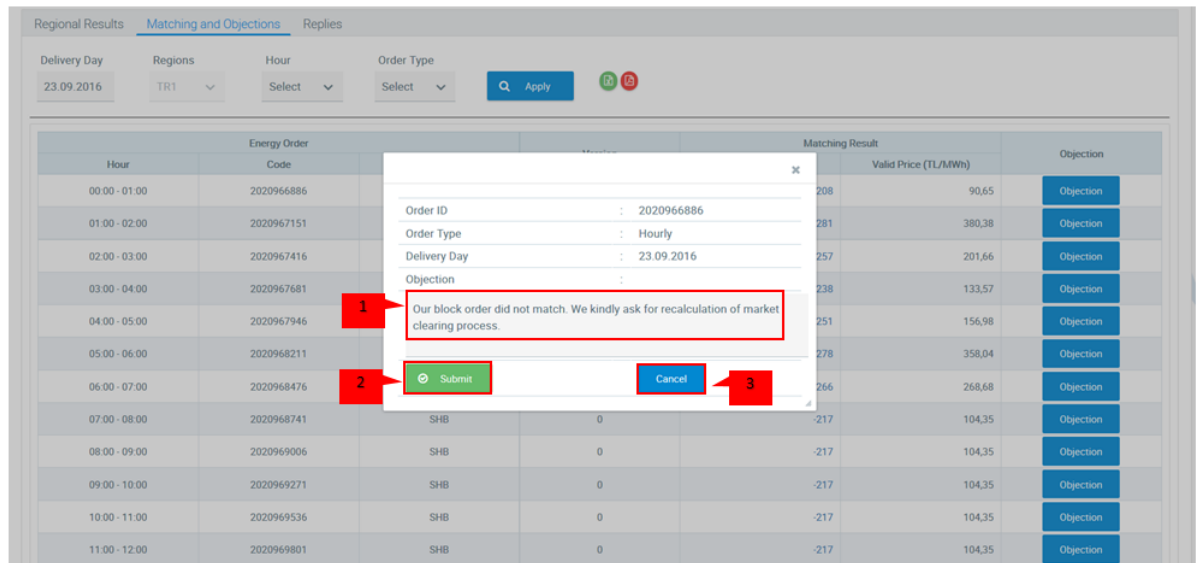 Regional Results Matching and Objections Replies
Delivery Day Regions Hour Order Type
23.09.2016 TR1 Select Select Apply
Energy Order Matching Result
Hour Code Valid Price (TL/MWh) Objection
00:00 - 01:00 2020966886 208 90,65 Objection
01:00 - 02:00 2020967151 281 380,38 Objection
02:00 - 03:00 2020967416 257 201,66 Objection
03:00 - 04:00 2020967681 238 133,57 Objection
04:00 - 05:00 2020967946 251 156,98 Objection
05:00 - 06:00 2020968211 278 358,04 Objection
06:00 - 07:00 2020968476 266 268,68 Objection
07:00 - 08:00 2020968741 SHB 0 -217 104,35 Objection
08:00 - 09:00 2020969006 SHB 0 -217 104,35 Objection
09:00 - 10:00 2020969271 SHB 0 -217 104,35 Objection
10:00 - 11:00 2020969536 SHB 0 -217 104,35 Objection
11:00 - 12:00 2020969801 SHB 0 -217 104,35 Objection
Order ID : 2020966886
Order Type : Hourly
Delivery Day : 23.09.2016
Objection :
1
Our block order did not match. We kindly ask for recalculation of market
clearing process.
2 Submit Cancel 3